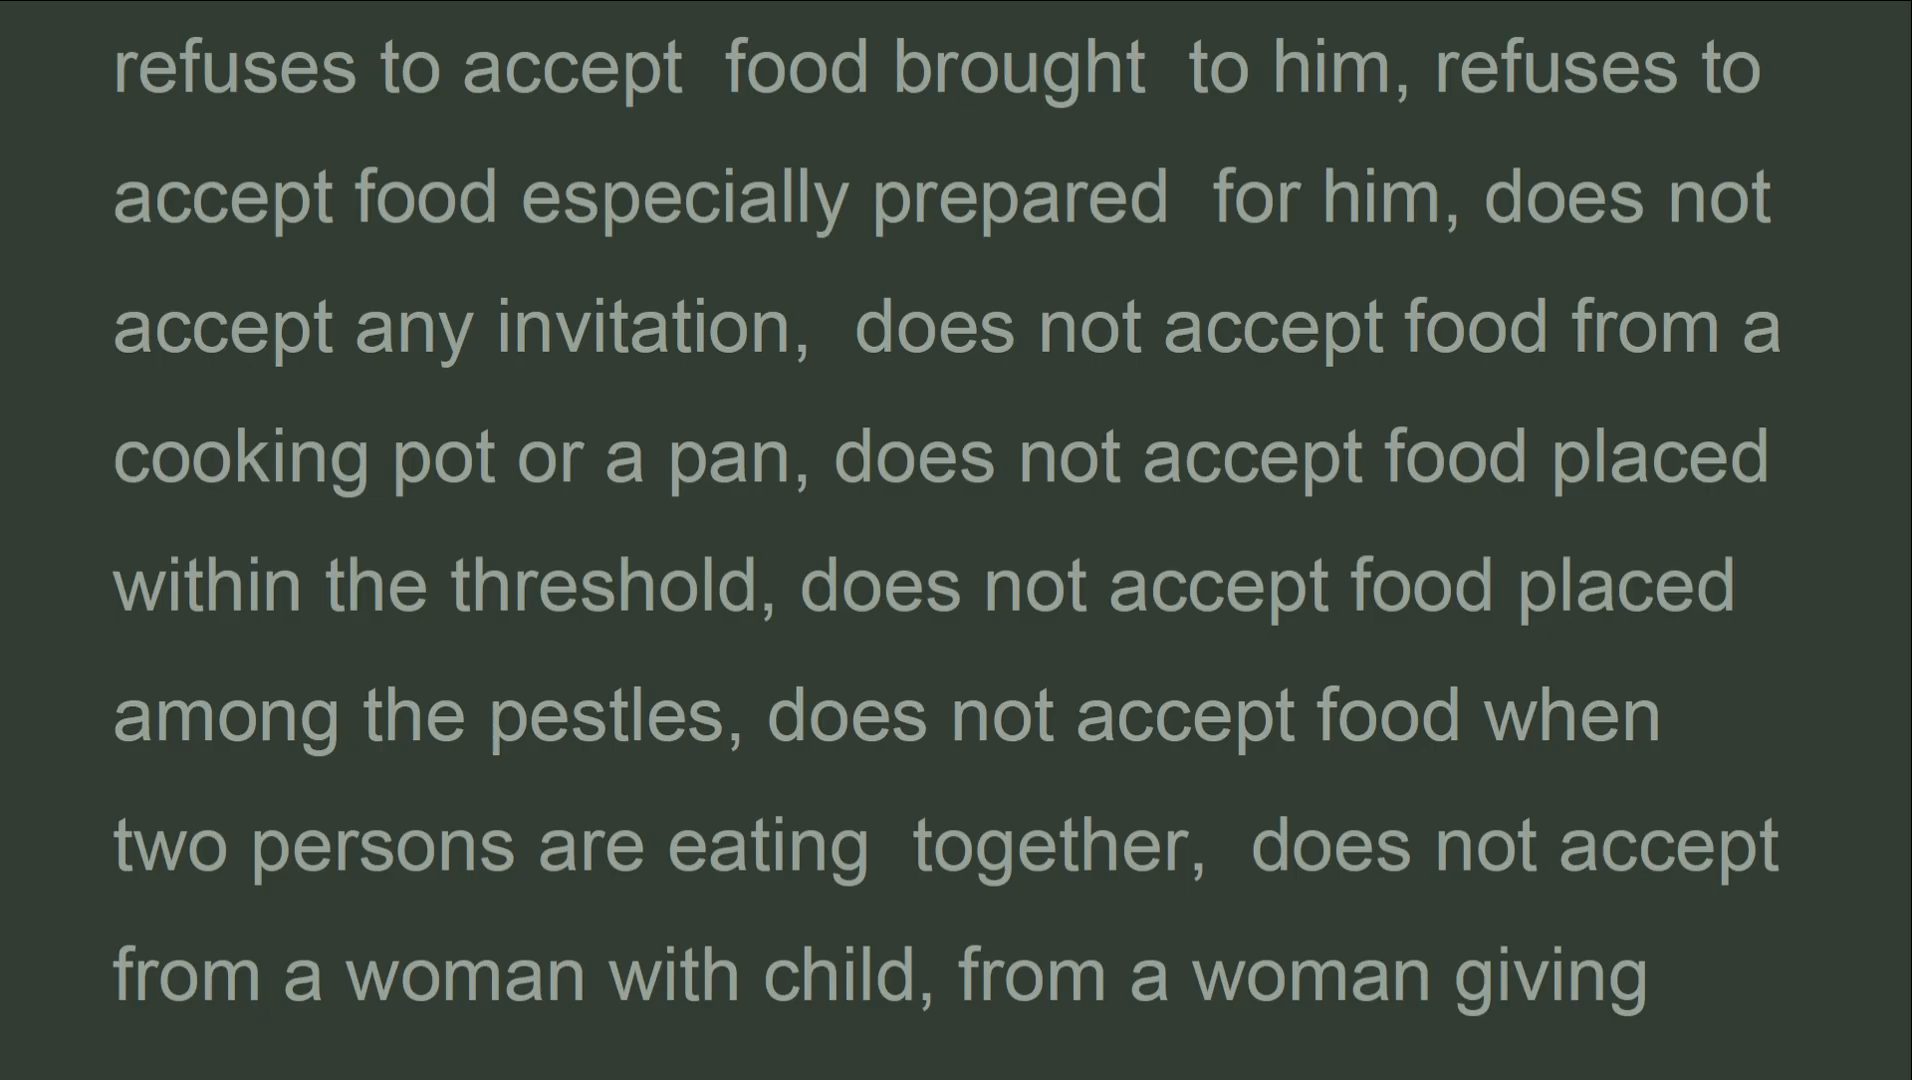 refuses to accept  food brought  to him, refuses to
accept food especially prepared  for him, does not
accept any invitation,  does not accept food from a
cooking pot or a pan, does not accept food placed
within the threshold, does not accept food placed
among the pestles, does not accept food when
two persons are eating  together,  does not accept
from a woman with child, from a woman giving